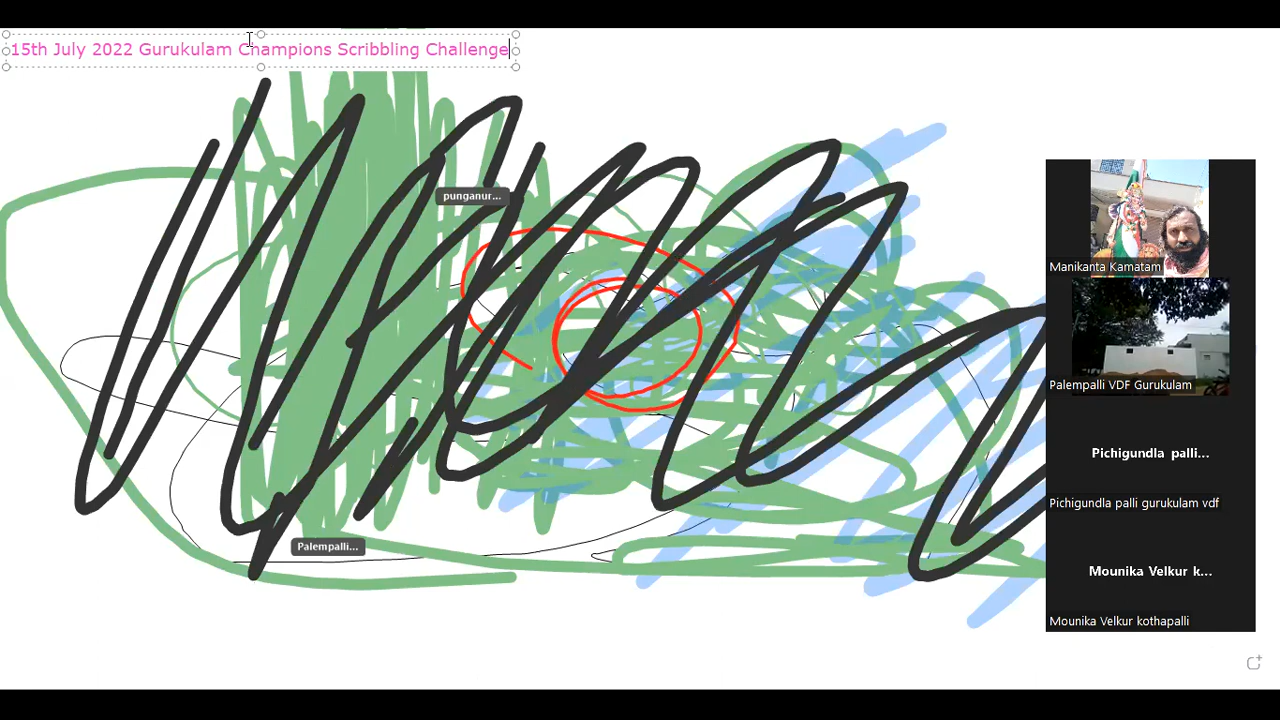 15th July 2022 Gurukulam Champions Scribbling Challenge
punganur...
Manikanta Kamatam
Palempalli VDF Gurukulam
Pichigundla palli...
Pichigundla palli gurukulam vdf
Palempalli...
Mounika Velkur k...
Mounika Velkur kothapalli